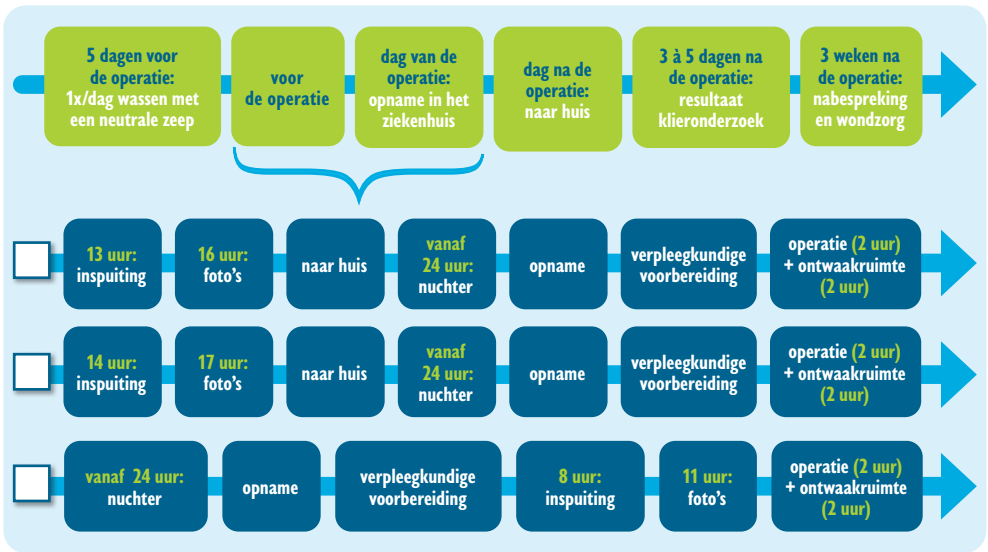 5 dagen voor
de operatie:
1x/dag wassen met
een neutrale zeep
voor
de operatie
dag van de
operatie:
opname in het
ziekenhuis
dag na de
operatie:
naar huis
3 à 5 dagen na
de operatie:
resultaat
klieronderzoek
3 weken na
de operatie:
nabespreking
en wondzorg
13 uur:
inspuiting
16 uur:
foto's
naar huis
vanaf
24 uur:
nuchter
opname
verpleegkundige
voorbereiding
operatie (2 uur)
+ ontwaakruimte
(2 uur)
14 uur:
inspuiting
17 uur:
foto's
naar huis
vanaf
24 uur:
nuchter
opname
verpleegkundige
voorbereiding
operatie (2 uur)
+ ontwaakruimte
(2 uur)
vanaf 24 uur:
nuchter
opname
verpleegkundige
voorbereiding
8 uur:
inspuiting
11 uur:
foto's
operatie (2 uur)
+ ontwaakruimte
(2 uur)